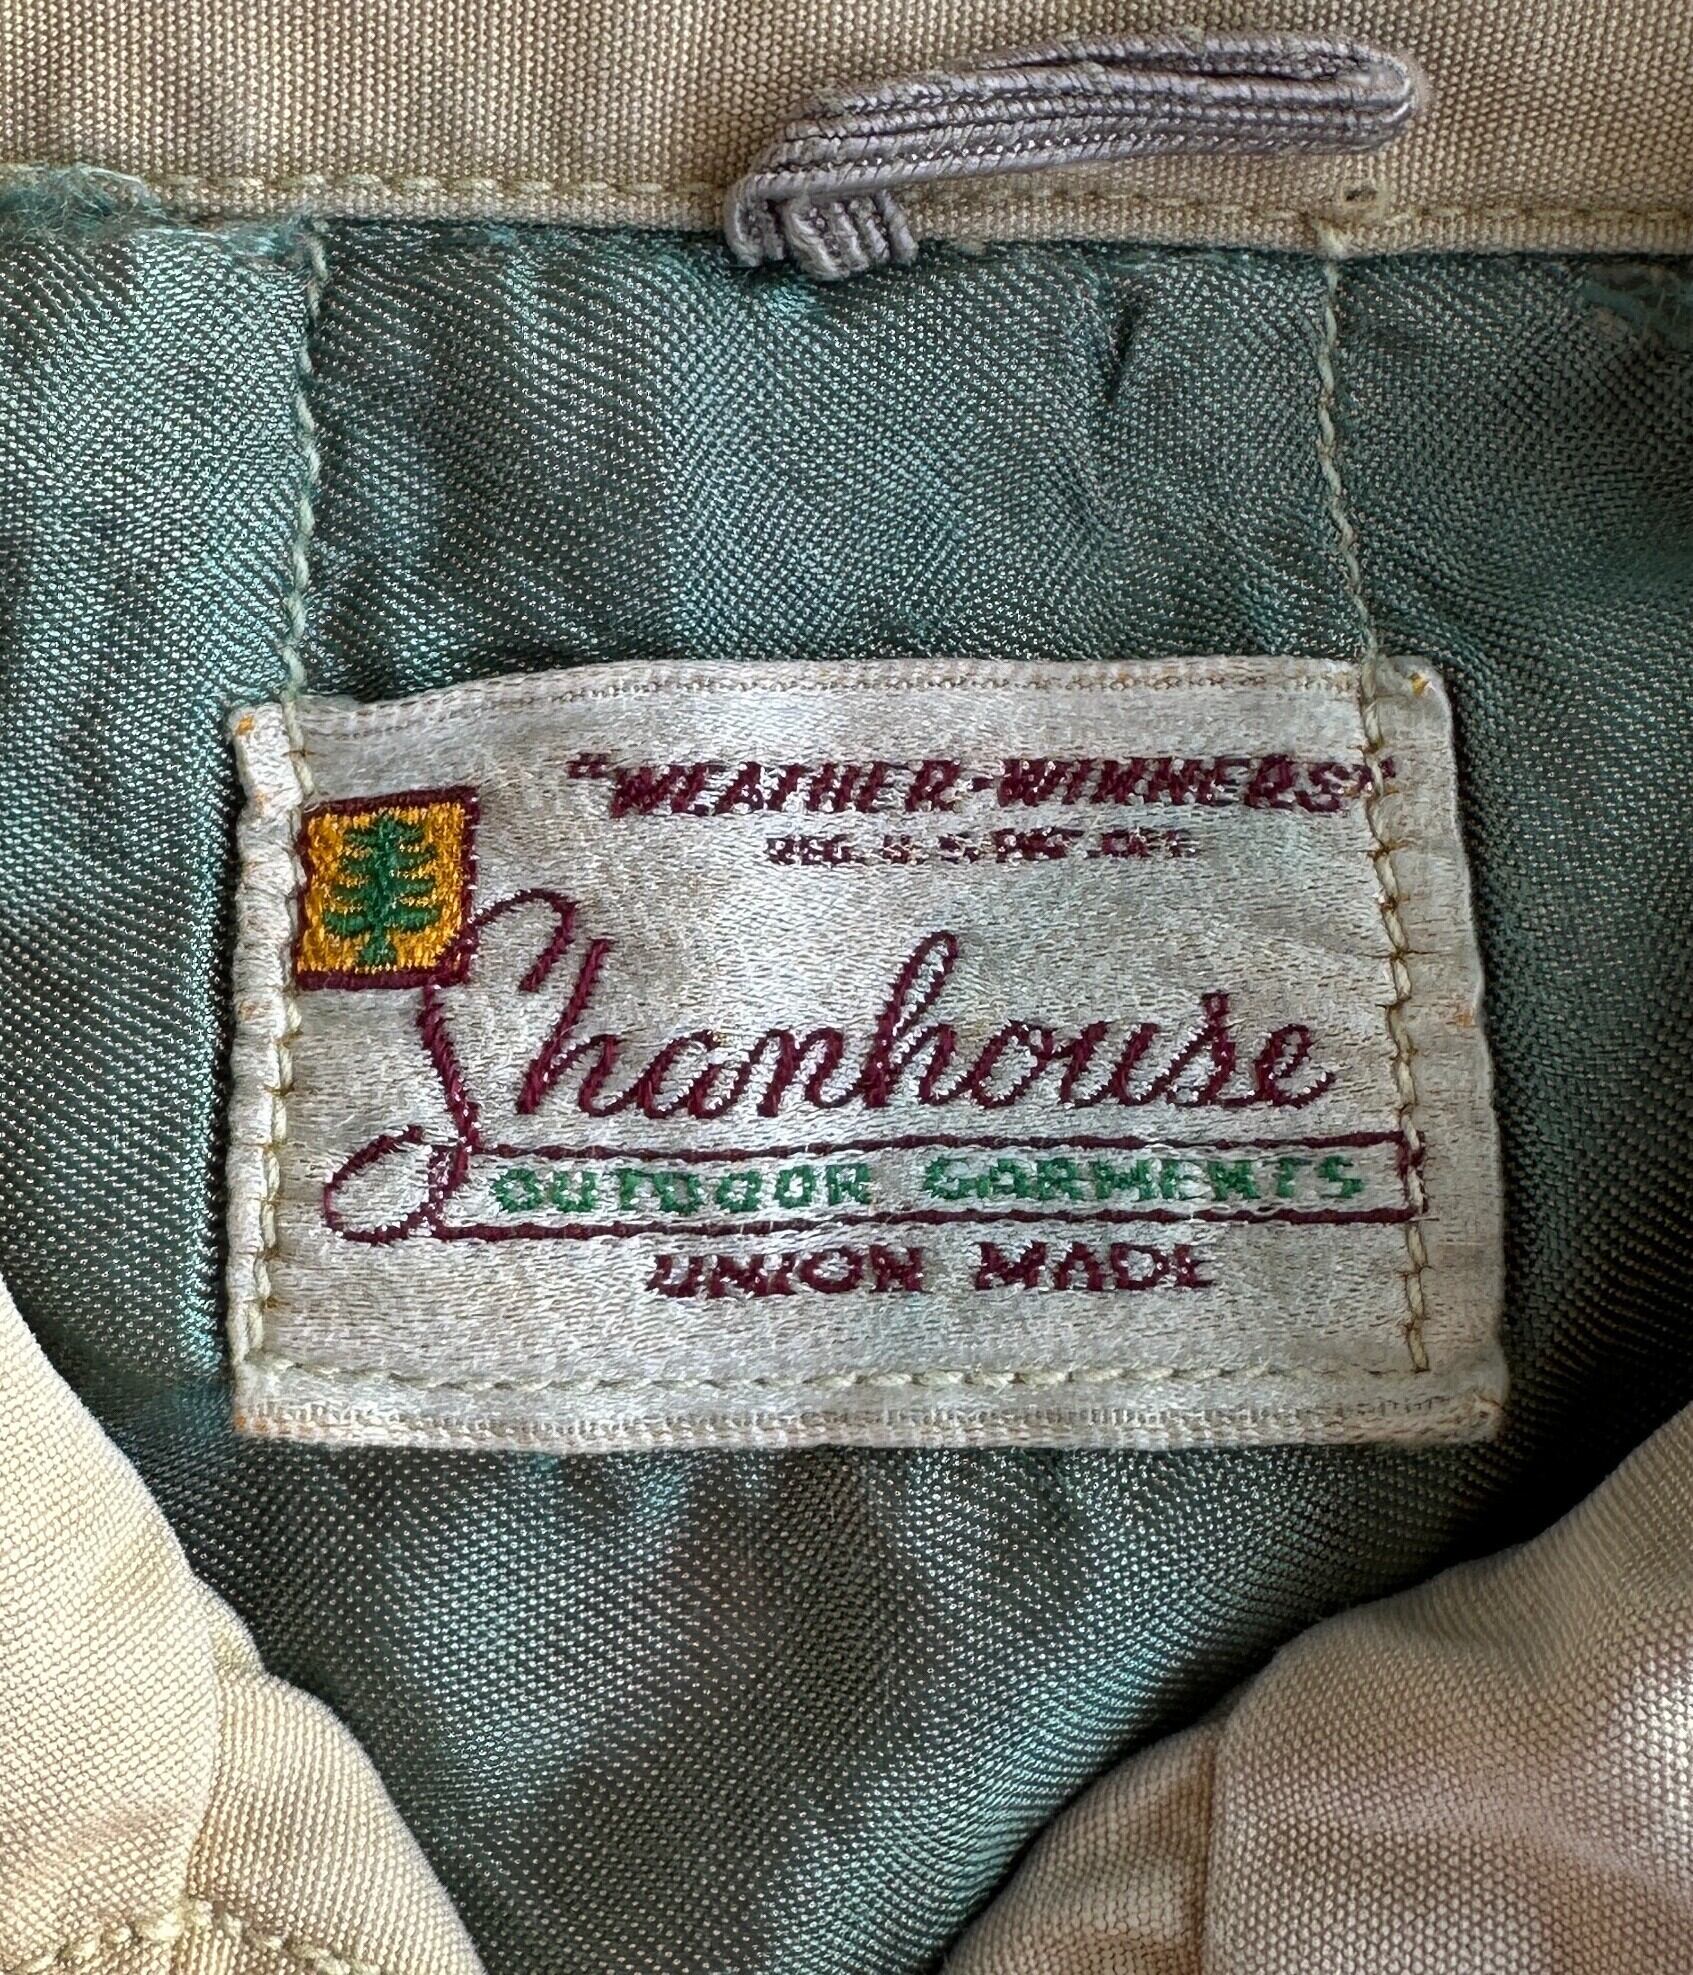 "WEATHER-WINNERS"
REG. U.S. PAT. OFF.
Shanhouse
OUTDOOR GARMENTS
UNION MADE